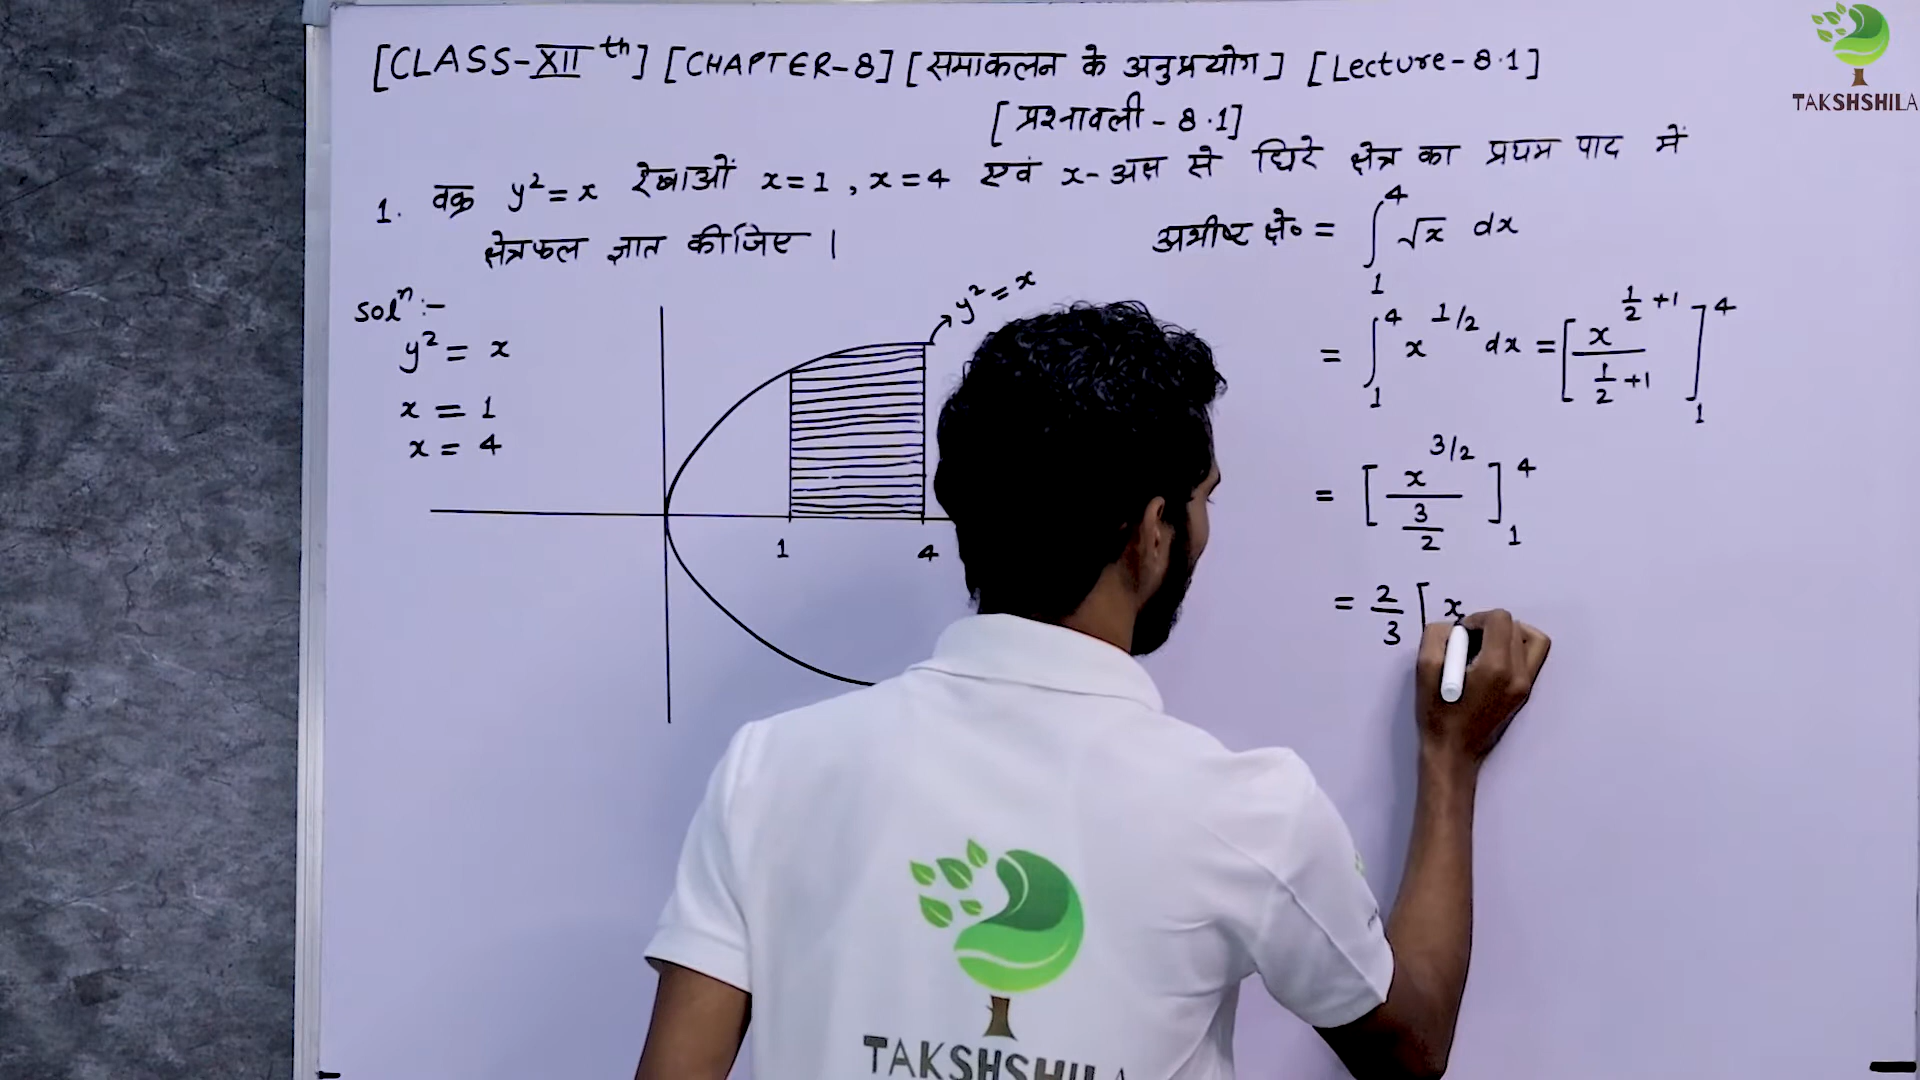 [CLASS-XIIth] [CHAPTER-8] [समाकलन के अनुप्रयोग] [Lecture-8.1]
[प्रश्नावली-8.1]
1. वक्र y² = x रेखाओं x=1, x=4 एवं x-अक्ष से घिरे क्षेत्र का प्रथम पाद में
क्षेत्रफल ज्ञात कीजिए।
Solⁿ:-
y² = x
x = 1
x = 4
y² = x
1 4
अभीष्ट क्षे० = ∫₁⁴ √x dx
= ∫₁⁴ x^1/2 dx = [x^(1/2+1) / (1/2+1)]₁⁴
= [x^3/2 / (3/2)]₁⁴
= 2/3 [x
TAKSHSHILA
TAKSHSHILA